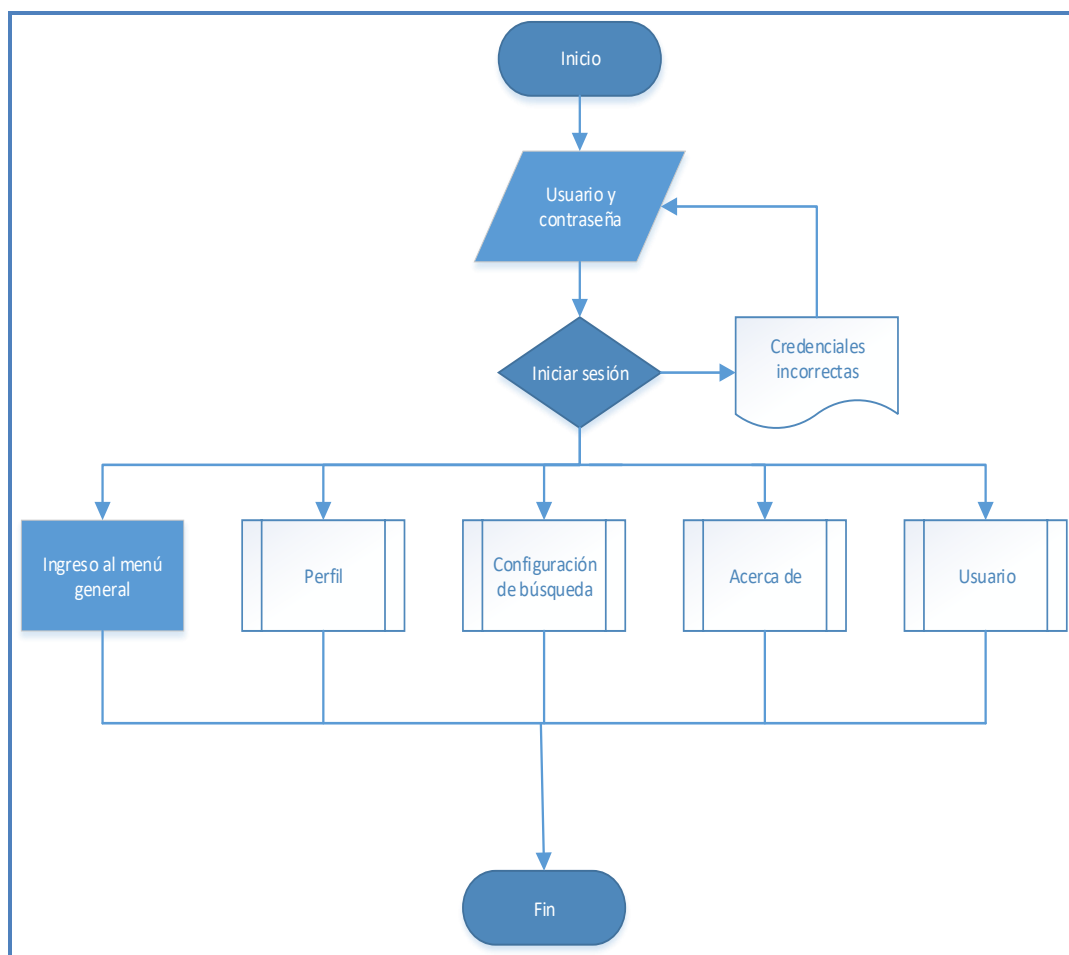 Inicio
Usuario y
contraseña
Iniciar sesión
Credenciales
incorrectas
Ingreso al menú
general
Perfil
Configuración
de búsqueda
Acerca de
Usuario
Fin